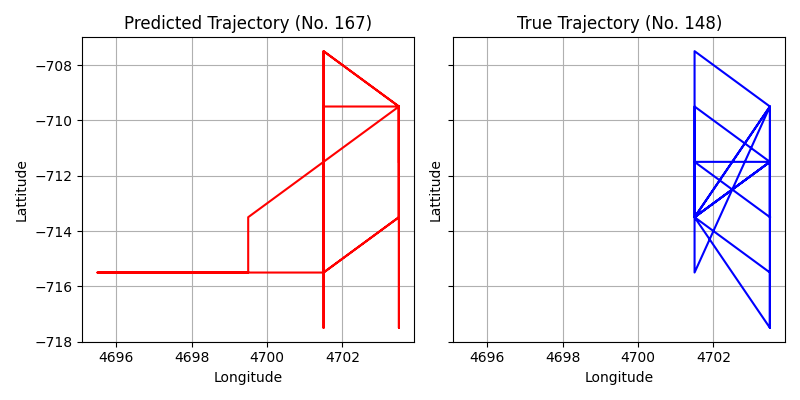 Predicted Trajectory (No. 167)
True Trajectory (No. 148)
Lattitude
−708
−710
−712
−714
−716
−718
4696
4698
4700
4702
Longitude
Lattitude
4696
4698
4700
4702
Longitude